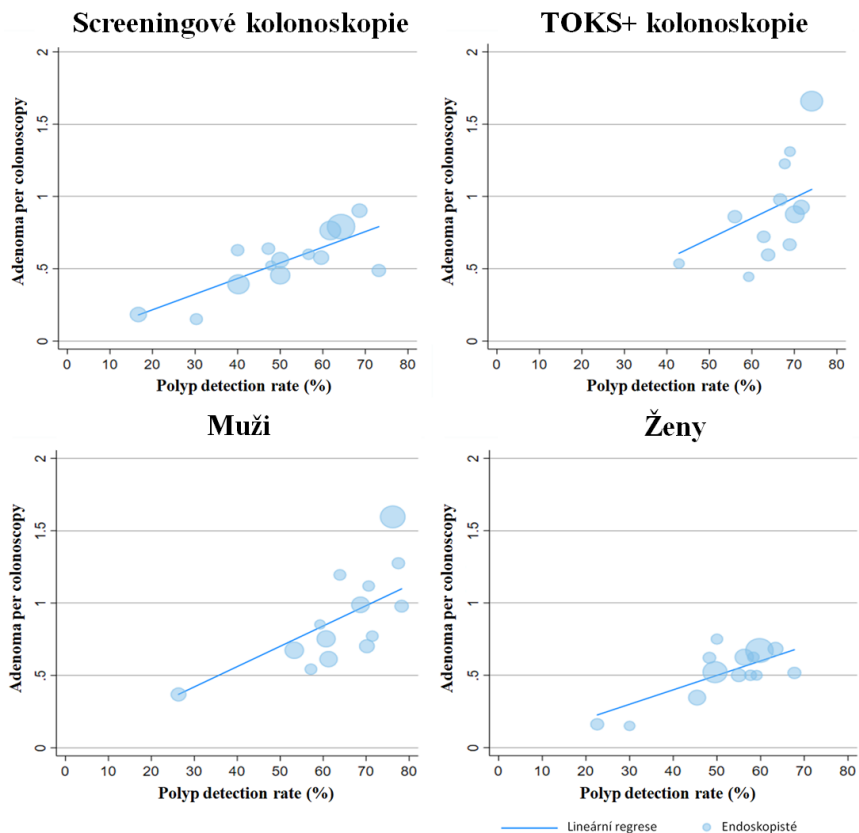 Screeningové kolonoskopie
TOKS+ kolonoskopie
Adenoma per colonoscopy
2
1.5
1
.5
0
0 10 20 30 40 50 60 70 80
Polyp detection rate (%)
Adenoma per colonoscopy
2
1.5
1
.5
0
0 10 20 30 40 50 60 70 80
Polyp detection rate (%)
Muži
Ženy
Adenoma per colonoscopy
2
1.5
1
.5
0
0 10 20 30 40 50 60 70 80
Polyp detection rate (%)
Adenoma per colonoscopy
2
1.5
1
.5
0
0 10 20 30 40 50 60 70 80
Polyp detection rate (%)
Lineární regrese Endoskopisté